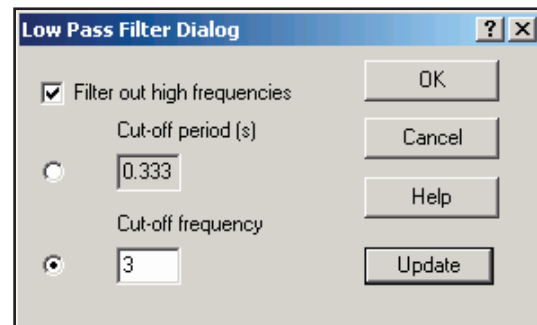 Low Pass Filter Dialog ? ×
Filter out high frequencies
OK
Cut-off period (s)
Cancel
0.333
Help
Cut-off frequency
3
Update